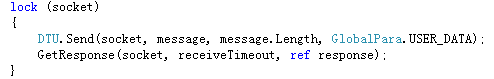 lock (socket)
{
    DTU.Send(socket, message, message.Length, GlobalPara.USER_DATA);
    GetResponse(socket, receiveTimeout, ref response);
}